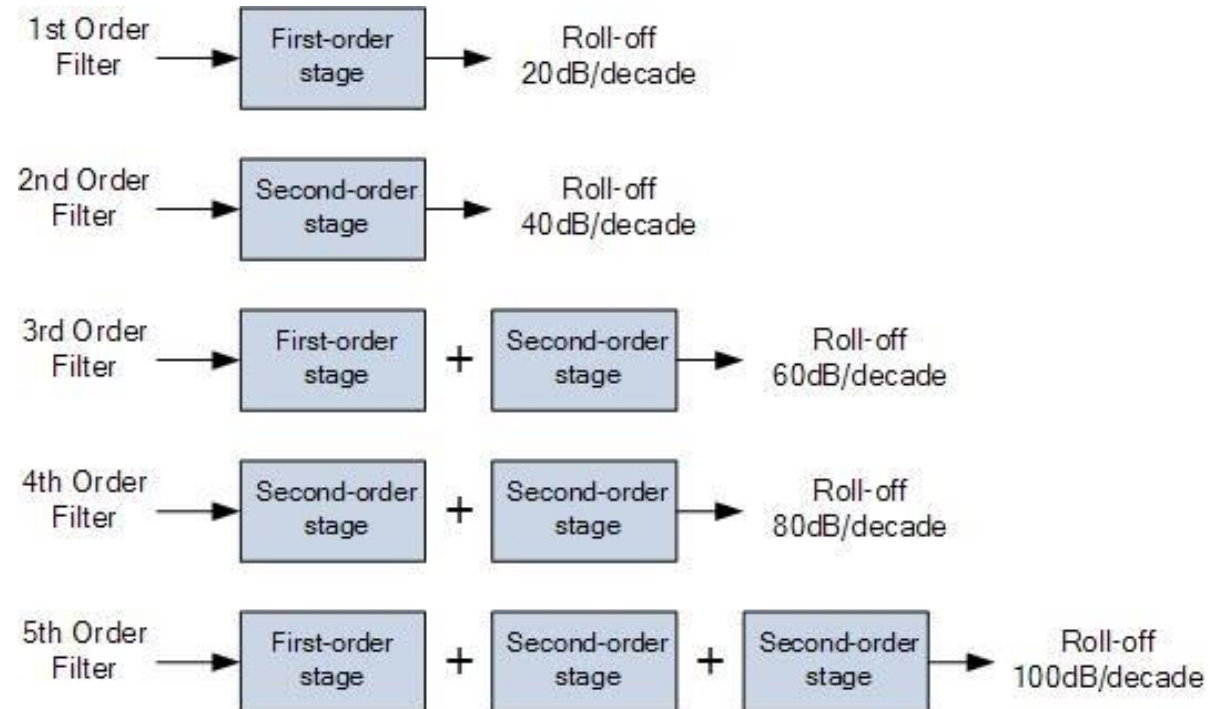 1st Order
Filter
First-order
stage
Roll-off
20dB/decade
2nd Order
Filter
Second-order
stage
Roll-off
40dB/decade
3rd Order
Filter
First-order
stage
+
Second-order
stage
Roll-off
60dB/decade
4th Order
Filter
Second-order
stage
+
Second-order
stage
Roll-off
80dB/decade
5th Order
Filter
First-order
stage
+
Second-order
stage
+
Second-order
stage
Roll-off
100dB/decade